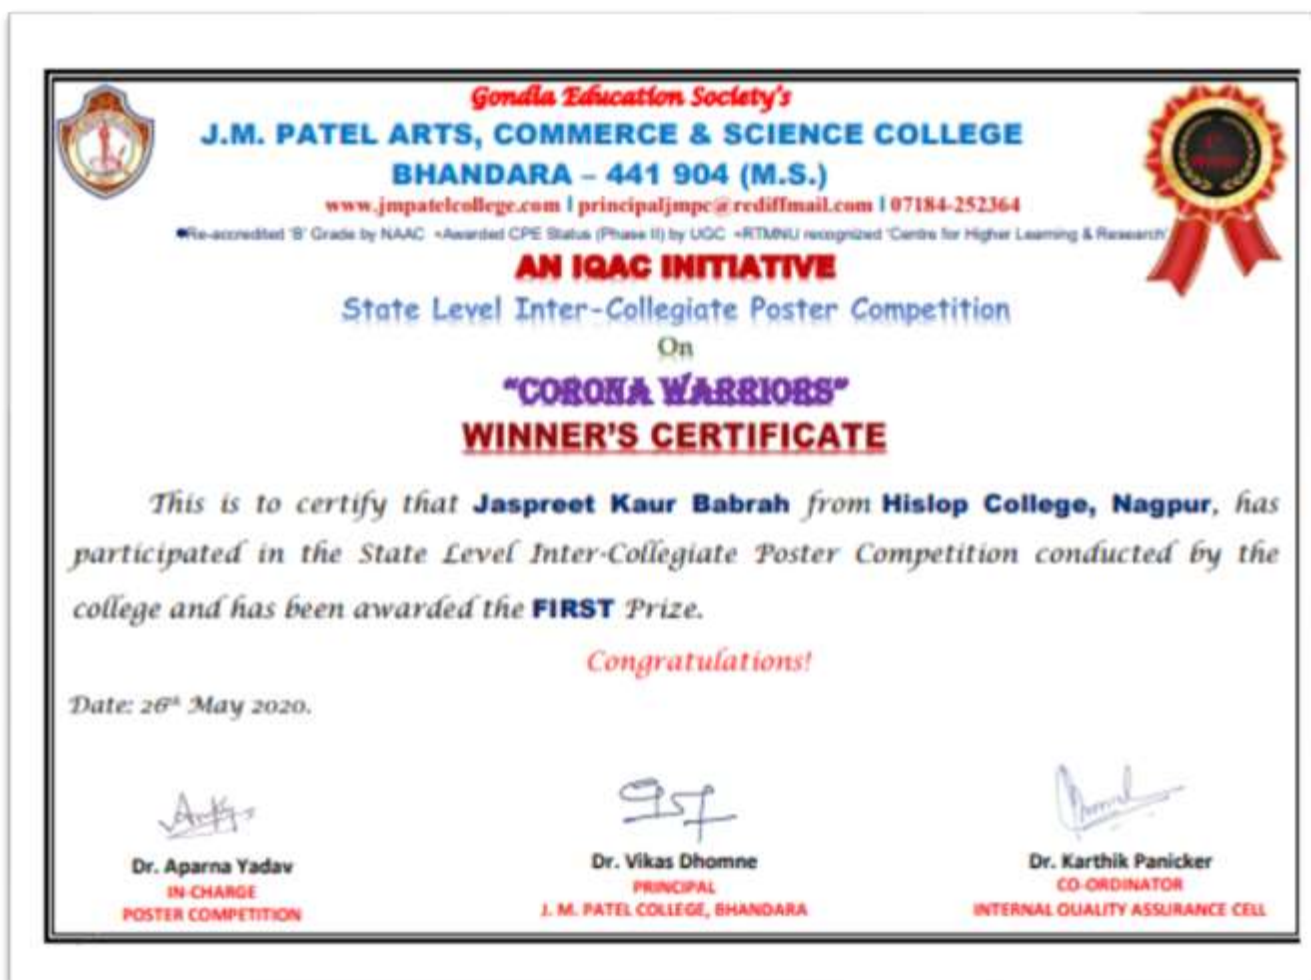 Gondia Education Society's
J.M. PATEL ARTS, COMMERCE & SCIENCE COLLEGE
BHANDARA – 441 904 (M.S.)
www.jmpatelcollege.com | principaljmpc@rediffmail.com | 07184-252364
•Re-accredited 'B' Grade by NAAC •Awarded CPE Status (Phase II) by UGC •RTMNU recognized 'Centre for Higher Learning & Research'
AN IQAC INITIATIVE
State Level Inter-Collegiate Poster Competition
On
"CORONA WARRIORS"
WINNER'S CERTIFICATE
This is to certify that Jaspreet Kaur Babrah from Hislop College, Nagpur, has
participated in the State Level Inter-Collegiate Poster Competition conducted by the
college and has been awarded the FIRST Prize.
Congratulations!
Date: 26th May 2020.
Dr. Aparna Yadav
IN-CHARGE
POSTER COMPETITION
Dr. Vikas Dhomne
PRINCIPAL
J. M. PATEL COLLEGE, BHANDARA
Dr. Karthik Panicker
CO-ORDINATOR
INTERNAL QUALITY ASSURANCE CELL